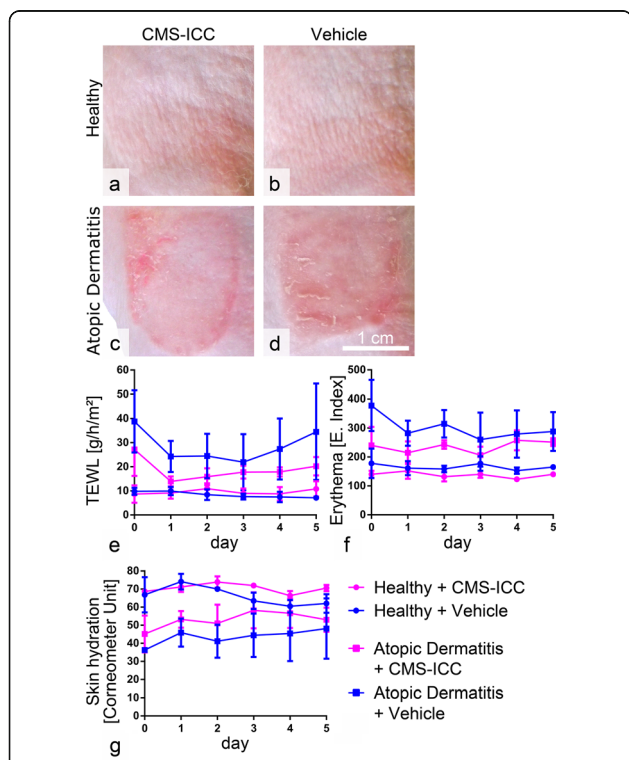 CMS-ICC Vehicle
Healthy
a b
Atopic Dermatitis
c d
1 cm
60
50
40
30
20
10
0
TEWL [g/h/m²]
0 1 2 3 4 5
e day
500
400
300
200
100
0
Erythema [E. Index]
0 1 2 3 4 5
f day
80
70
60
50
40
30
20
10
0
Skin hydration
[Corneometer Unit]
0 1 2 3 4 5
g day
Healthy + CMS-ICC
Healthy + Vehicle
Atopic Dermatitis
+ CMS-ICC
Atopic Dermatitis
+ Vehicle